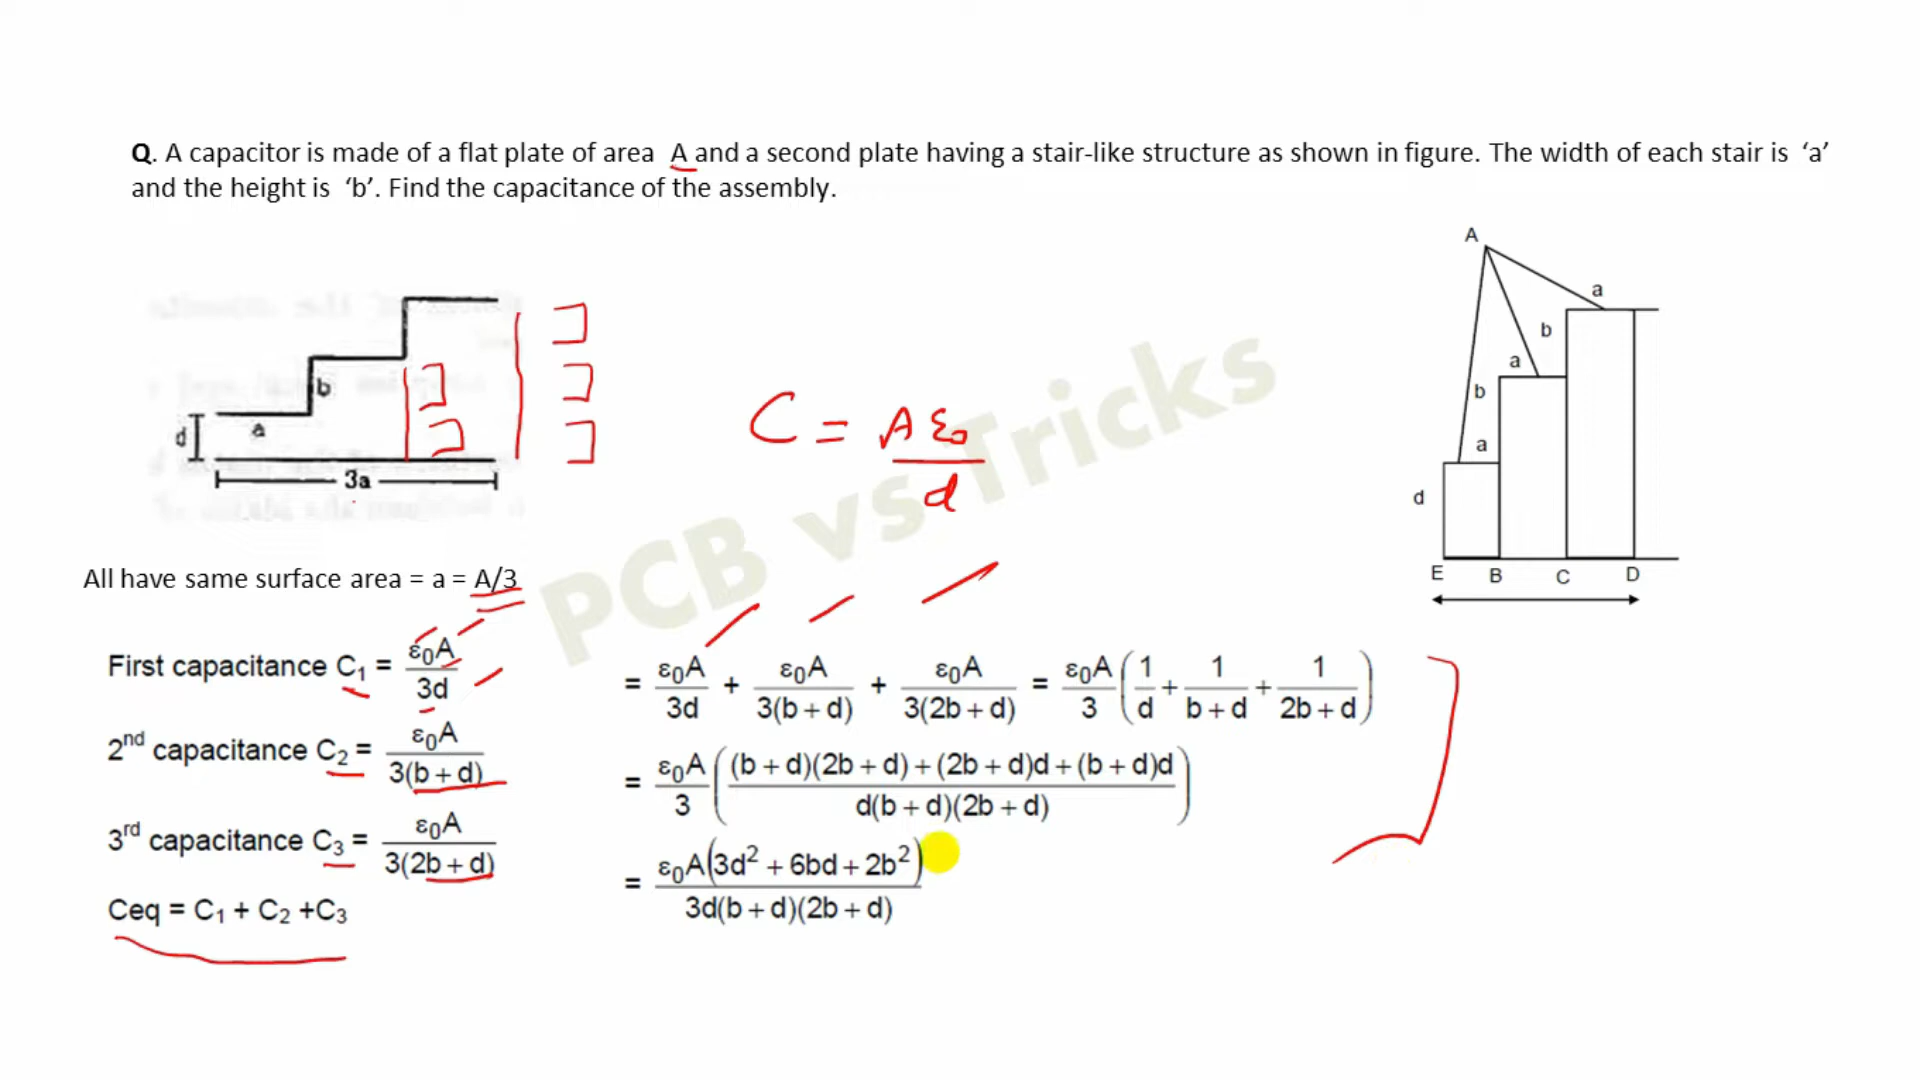 Q. A capacitor is made of a flat plate of area A and a second plate having a stair-like structure as shown in figure. The width of each stair is ‘a’
and the height is ‘b’. Find the capacitance of the assembly.
b
a
d
3a
C = Aε₀/d
A
a
b
a
b
a
d
E B C D
PCB vs Tricks
All have same surface area = a = A/3
First capacitance C₁ = ε₀A/3d
2nd capacitance C₂ = ε₀A/3(b + d)
3rd capacitance C₃ = ε₀A/3(2b + d)
Ceq = C₁ + C₂ +C₃
= ε₀A/3d + ε₀A/3(b + d) + ε₀A/3(2b + d) = ε₀A/3 (1/d + 1/b + d + 1/2b + d)
= ε₀A/3 ((b + d)(2b + d) + (2b + d)d + (b + d)d/d(b + d)(2b + d))
= ε₀A(3d² + 6bd + 2b²)/3d(b + d)(2b + d)